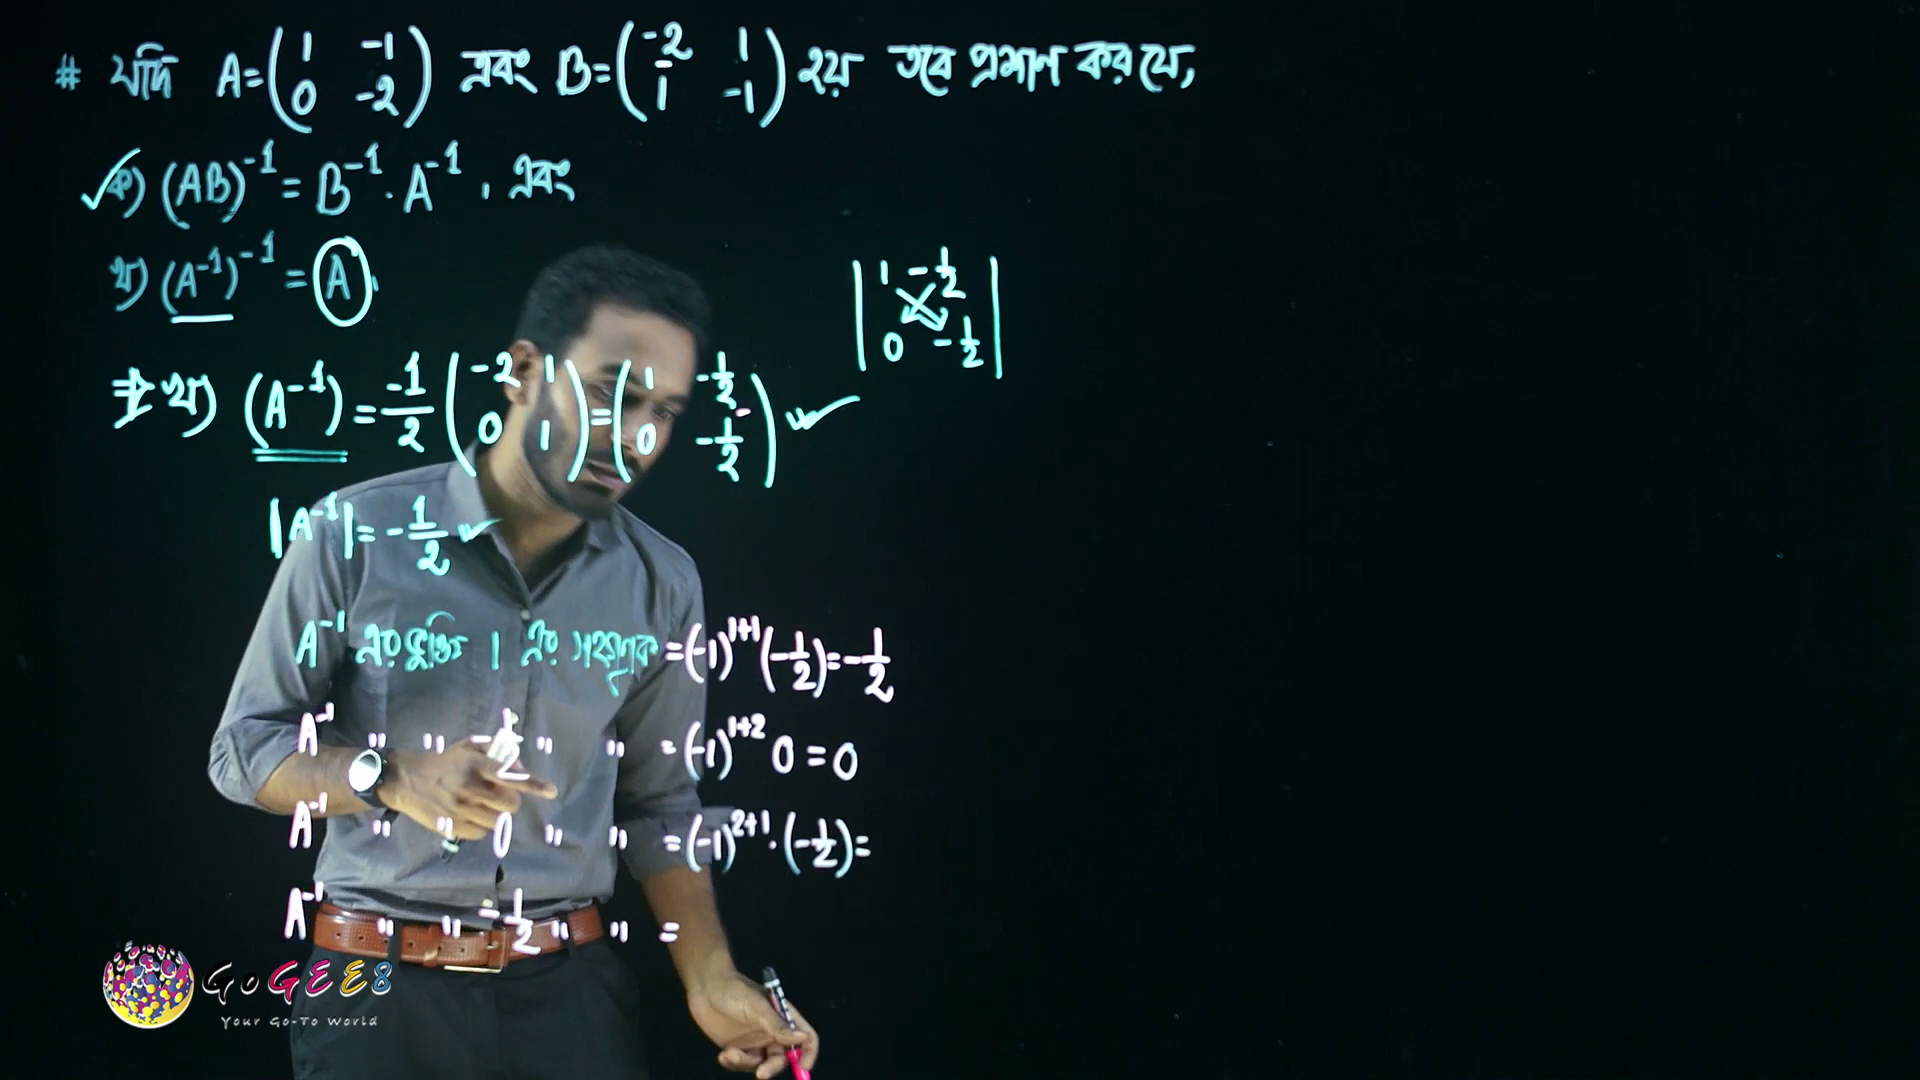 # যদি A=(1 -1 0 -2) এবং B=(-2 1 1 -1) হয় তবে প্রমাণ কর যে,
ক) (AB)⁻¹ = B⁻¹. A⁻¹ , এবং
খ) (A⁻¹)⁻¹ = A,
|1 -1/2 0 -1/2|
⇒ খ) (A⁻¹) = -1/2 (-2 1 0 1) = (1 -1/2 0 -1/2)
|A⁻¹| = -1/2
A⁻¹ এর ভুক্তি 1 এর সহগুণক = (-1)¹⁺¹ (-1/2) = -1/2
A⁻¹ " " -1/2 " " = (-1)¹⁺² 0 = 0
A⁻¹ " " 0 " " = (-1)²⁺¹ . (-1/2) =
A⁻¹ " " -1/2 " " =
GoGEE8
Your Go-To World